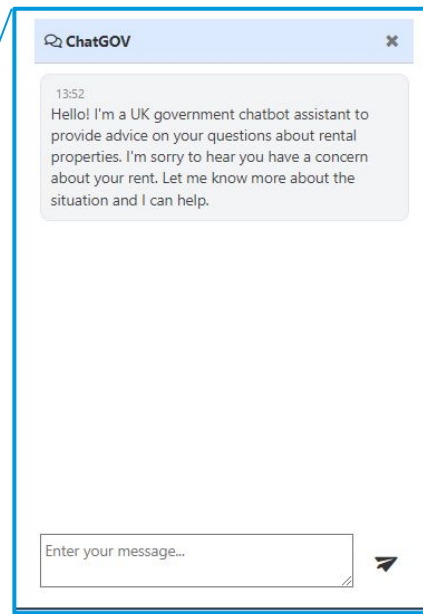 ChatGOV
13:52
Hello! I'm a UK government chatbot assistant to
provide advice on your questions about rental
properties. I'm sorry to hear you have a concern
about your rent. Let me know more about the
situation and I can help.
Enter your message...